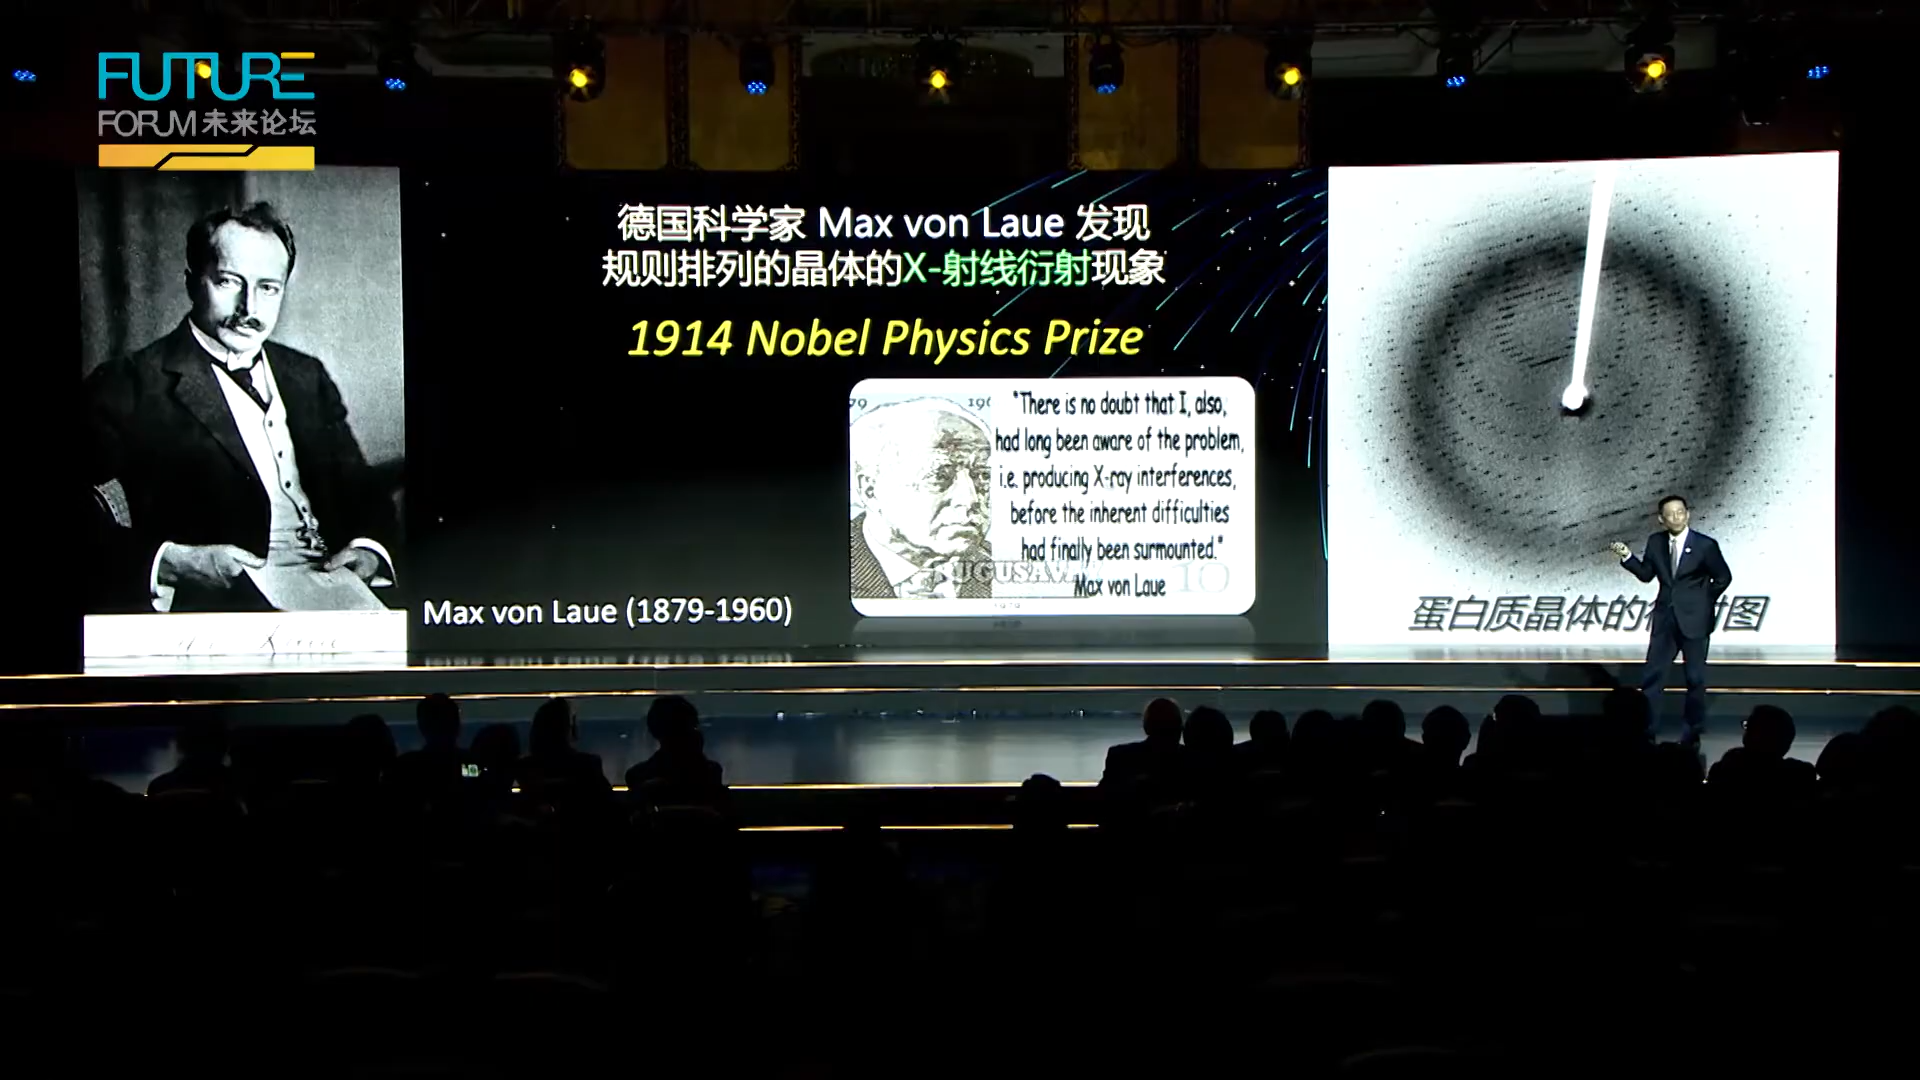 FUTURE
FORUM 未来论坛
德国科学家 Max von Laue 发现
规则排列的晶体的X-射线衍射现象
1914 Nobel Physics Prize
"There is no doubt that I, also,
had long been aware of the problem,
i.e. producing X-ray interferences,
before the inherent difficulties
had finally been surmounted."
Max von Laue
10
Max von Laue (1879-1960)
蛋白质晶体的 图